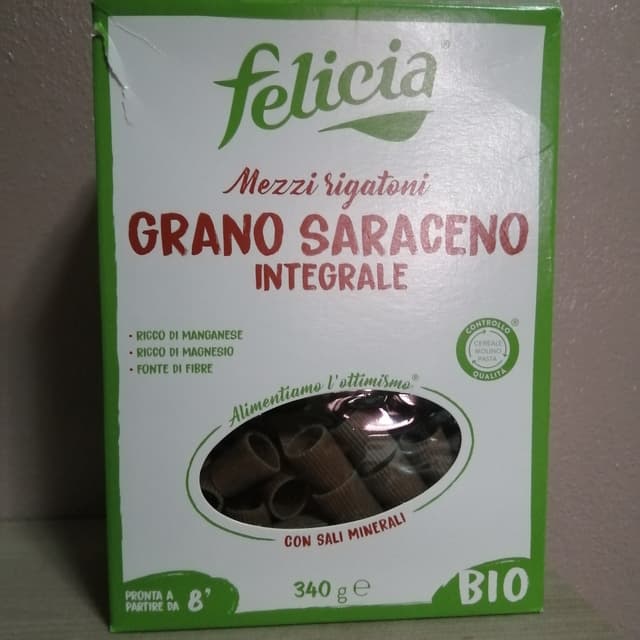 felicia®
Mezzi rigatoni
GRANO SARACENO
INTEGRALE
• RICCO DI MANGANESE
• RICCO DI MAGNESIO
• FONTE DI FIBRE
CONTROLLO®
CEREALE
MOLINO
PASTA
QUALITÀ
Alimentiamo l'ottimismo®
CON SALI MINERALI
340 g ℮
PRONTA A
PARTIRE DA 8'
BIO